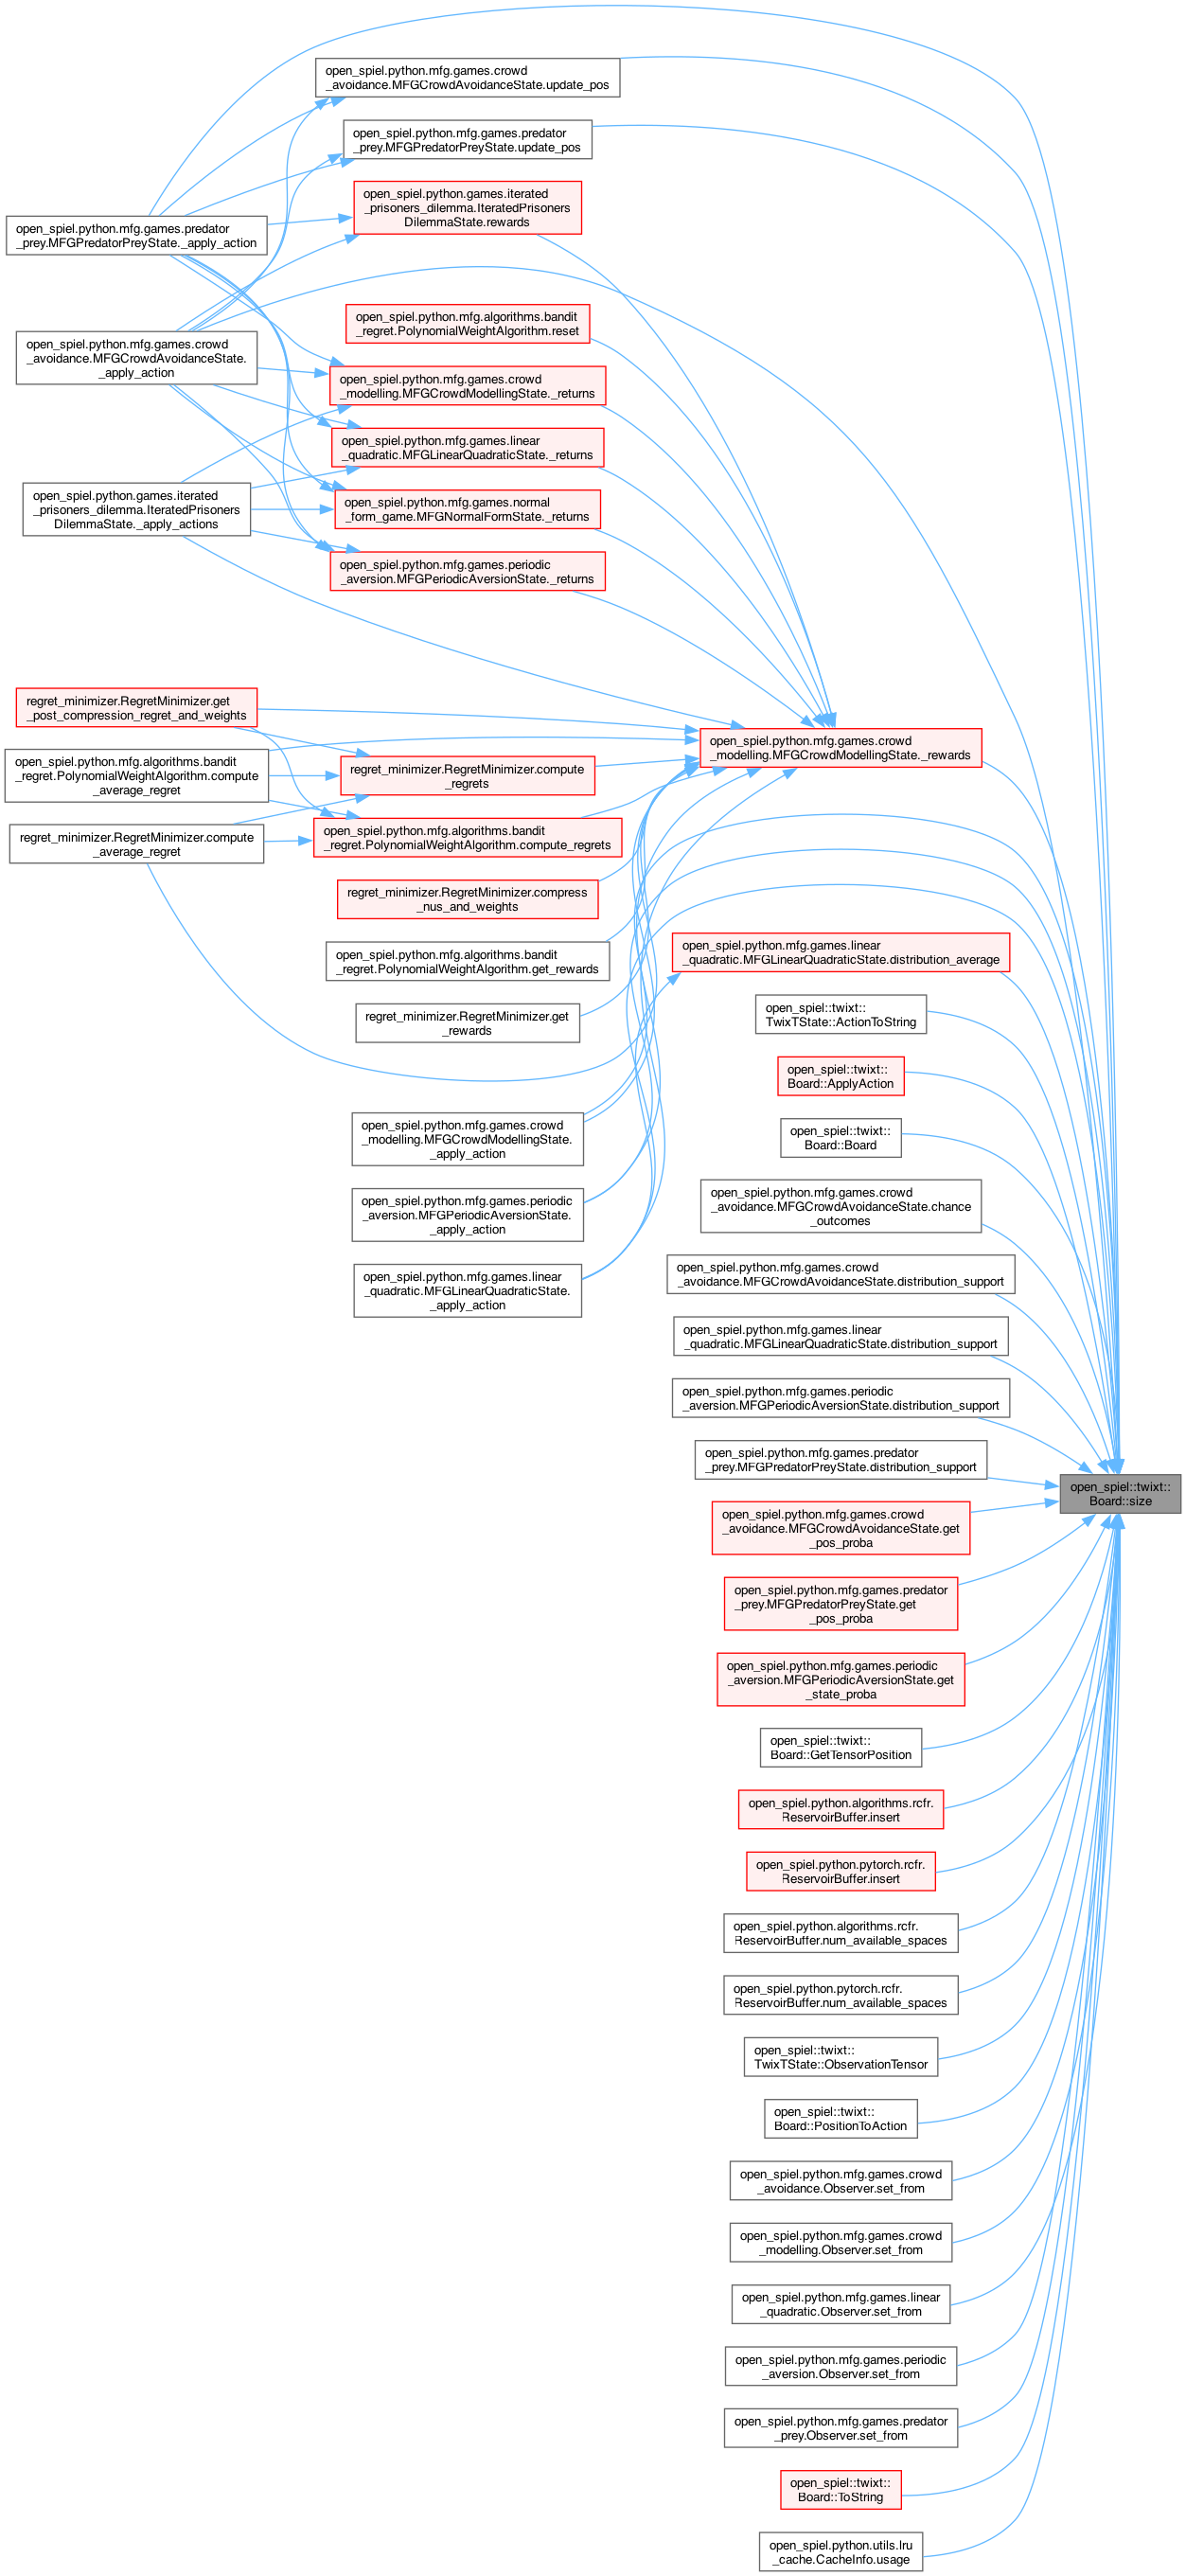 open_spiel.python.mfg.games.crowd
_avoidance.MFGCrowdAvoidanceState.update_pos
open_spiel.python.mfg.games.predator
_prey.MFGPredatorPreyState.update_pos
open_spiel.python.games.iterated
_prisoners_dilemma.IteratedPrisoners
DilemmaState.rewards
open_spiel.python.mfg.games.predator
_prey.MFGPredatorPreyState._apply_action
open_spiel.python.mfg.algorithms.bandit
_regret.PolynomialWeightAlgorithm.reset
open_spiel.python.mfg.games.crowd
_avoidance.MFGCrowdAvoidanceState.
_apply_action
open_spiel.python.mfg.games.crowd
_modelling.MFGCrowdModellingState._returns
open_spiel.python.mfg.games.linear
_quadratic.MFGLinearQuadraticState._returns
open_spiel.python.games.iterated
_prisoners_dilemma.IteratedPrisoners
DilemmaState._apply_actions
open_spiel.python.mfg.games.normal
_form_game.MFGNormalFormState._returns
open_spiel.python.mfg.games.periodic
_aversion.MFGPeriodicAversionState._returns
regret_minimizer.RegretMinimizer.get
_post_compression_regret_and_weights
open_spiel.python.mfg.games.crowd
_modelling.MFGCrowdModellingState._rewards
open_spiel.python.mfg.algorithms.bandit
_regret.PolynomialWeightAlgorithm.compute
_average_regret
regret_minimizer.RegretMinimizer.compute
_regrets
regret_minimizer.RegretMinimizer.compute
_average_regret
open_spiel.python.mfg.algorithms.bandit
_regret.PolynomialWeightAlgorithm.compute_regrets
regret_minimizer.RegretMinimizer.compress
_nus_and_weights
open_spiel.python.mfg.algorithms.bandit
_regret.PolynomialWeightAlgorithm.get_rewards
open_spiel.python.mfg.games.linear
_quadratic.MFGLinearQuadraticState.distribution_average
regret_minimizer.RegretMinimizer.get
_rewards
open_spiel::twixt::
TwixTState::ActionToString
open_spiel::twixt::
Board::ApplyAction
open_spiel.python.mfg.games.crowd
_modelling.MFGCrowdModellingState.
_apply_action
open_spiel::twixt::
Board::Board
open_spiel.python.mfg.games.periodic
_aversion.MFGPeriodicAversionState.
_apply_action
open_spiel.python.mfg.games.crowd
_avoidance.MFGCrowdAvoidanceState.chance
_outcomes
open_spiel.python.mfg.games.linear
_quadratic.MFGLinearQuadraticState.
_apply_action
open_spiel.python.mfg.games.crowd
_avoidance.MFGCrowdAvoidanceState.distribution_support
open_spiel.python.mfg.games.linear
_quadratic.MFGLinearQuadraticState.distribution_support
open_spiel.python.mfg.games.periodic
_aversion.MFGPeriodicAversionState.distribution_support
open_spiel.python.mfg.games.predator
_prey.MFGPredatorPreyState.distribution_support
open_spiel::twixt::
Board::size
open_spiel.python.mfg.games.crowd
_avoidance.MFGCrowdAvoidanceState.get
_pos_proba
open_spiel.python.mfg.games.predator
_prey.MFGPredatorPreyState.get
_pos_proba
open_spiel.python.mfg.games.periodic
_aversion.MFGPeriodicAversionState.get
_state_proba
open_spiel::twixt::
Board::GetTensorPosition
open_spiel.python.algorithms.rcfr.
ReservoirBuffer.insert
open_spiel.python.pytorch.rcfr.
ReservoirBuffer.insert
open_spiel.python.algorithms.rcfr.
ReservoirBuffer.num_available_spaces
open_spiel.python.pytorch.rcfr.
ReservoirBuffer.num_available_spaces
open_spiel::twixt::
TwixTState::ObservationTensor
open_spiel::twixt::
Board::PositionToAction
open_spiel.python.mfg.games.crowd
_avoidance.Observer.set_from
open_spiel.python.mfg.games.crowd
_modelling.Observer.set_from
open_spiel.python.mfg.games.linear
_quadratic.Observer.set_from
open_spiel.python.mfg.games.periodic
_aversion.Observer.set_from
open_spiel.python.mfg.games.predator
_prey.Observer.set_from
open_spiel::twixt::
Board::ToString
open_spiel.python.utils.lru
_cache.CacheInfo.usage